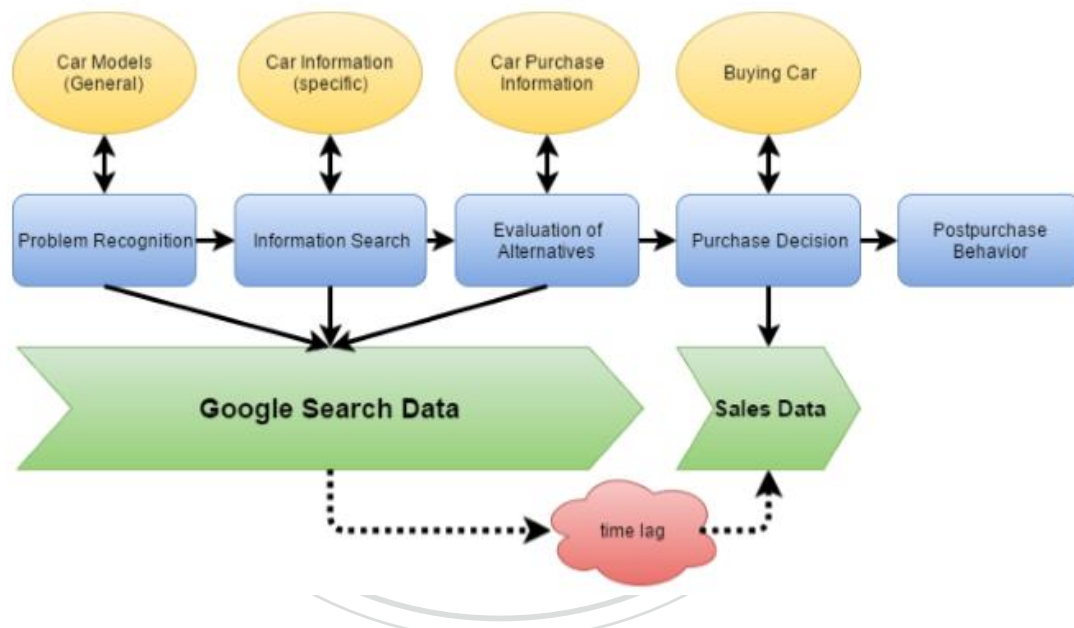 Car Models
(General)
Car Information
(specific)
Car Purchase
Information
Buying Car
Problem Recognition
Information Search
Evaluation of
Alternatives
Purchase Decision
Postpurchase
Behavior
Google Search Data
Sales Data
time lag